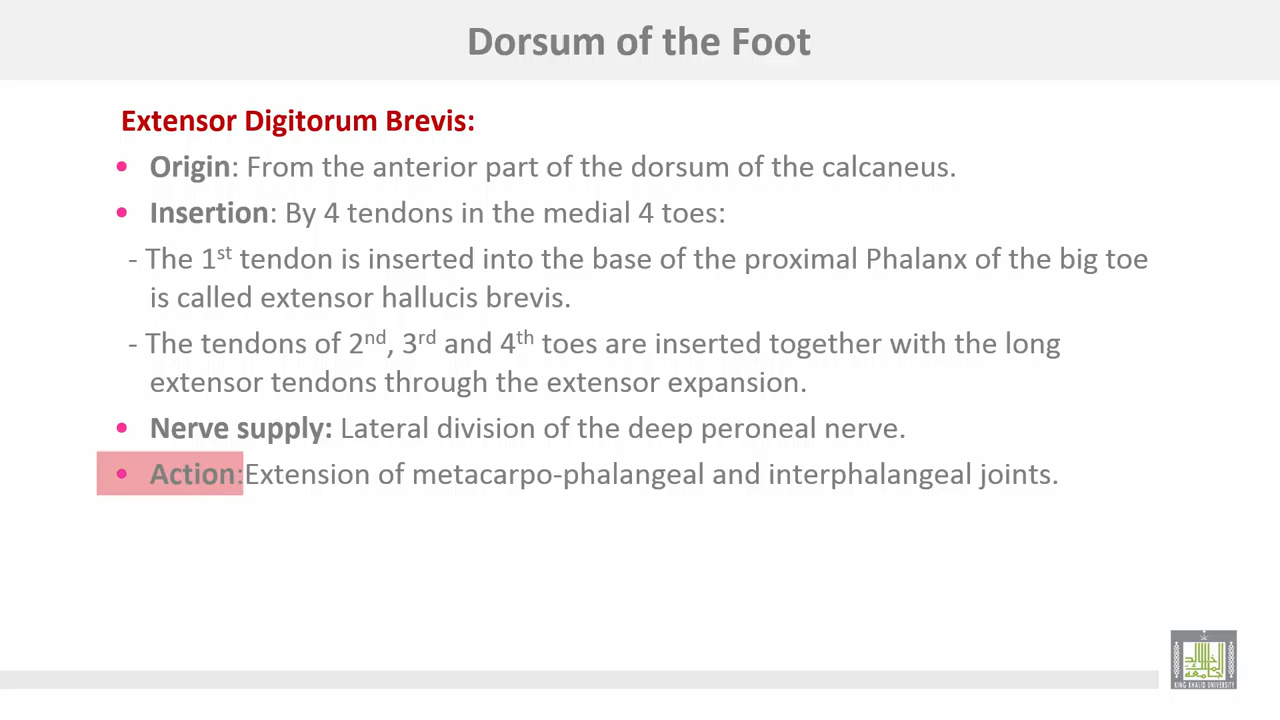 Dorsum of the Foot
Extensor Digitorum Brevis:
• Origin: From the anterior part of the dorsum of the calcaneus.
• Insertion: By 4 tendons in the medial 4 toes:
- The 1st tendon is inserted into the base of the proximal Phalanx of the big toe
is called extensor hallucis brevis.
- The tendons of 2nd, 3rd and 4th toes are inserted together with the long
extensor tendons through the extensor expansion.
• Nerve supply: Lateral division of the deep peroneal nerve.
• Action:Extension of metacarpo-phalangeal and interphalangeal joints.
KING KHALID UNIVERSITY